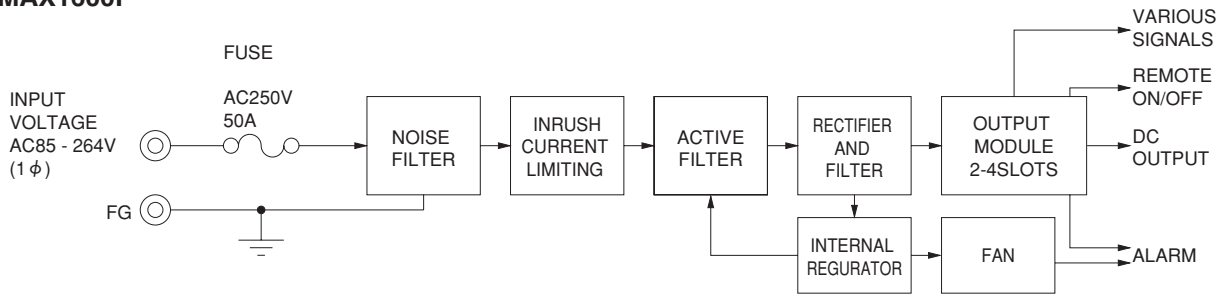 FUSE
AC250V
50A
INPUT
VOLTAGE
AC85 - 264V
(1φ)
FG
NOISE
FILTER
INRUSH
CURRENT
LIMITING
ACTIVE
FILTER
RECTIFIER
AND
FILTER
OUTPUT
MODULE
2-4SLOTS
INTERNAL
REGURATOR
FAN
VARIOUS
SIGNALS
REMOTE
ON/OFF
DC
OUTPUT
ALARM